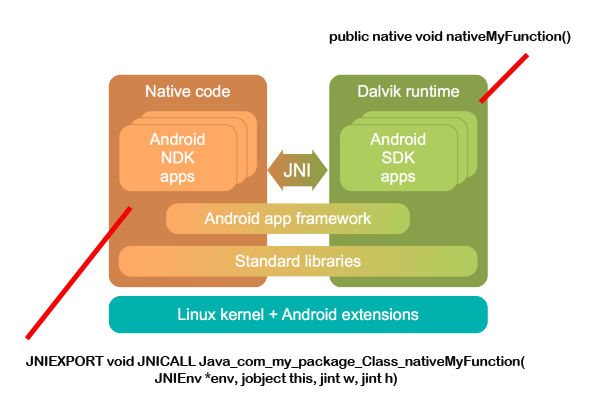 public native void nativeMyFunction()
Native code
Dalvik runtime
Android
NDK
apps
JNI
Android
SDK
apps
Android app framework
Standard libraries
Linux kernel + Android extensions
JNIEXPORT void JNICALL Java_com_my_package_Class_nativeMyFunction(
JNIEnv *env, jobject this, jint w, jint h)